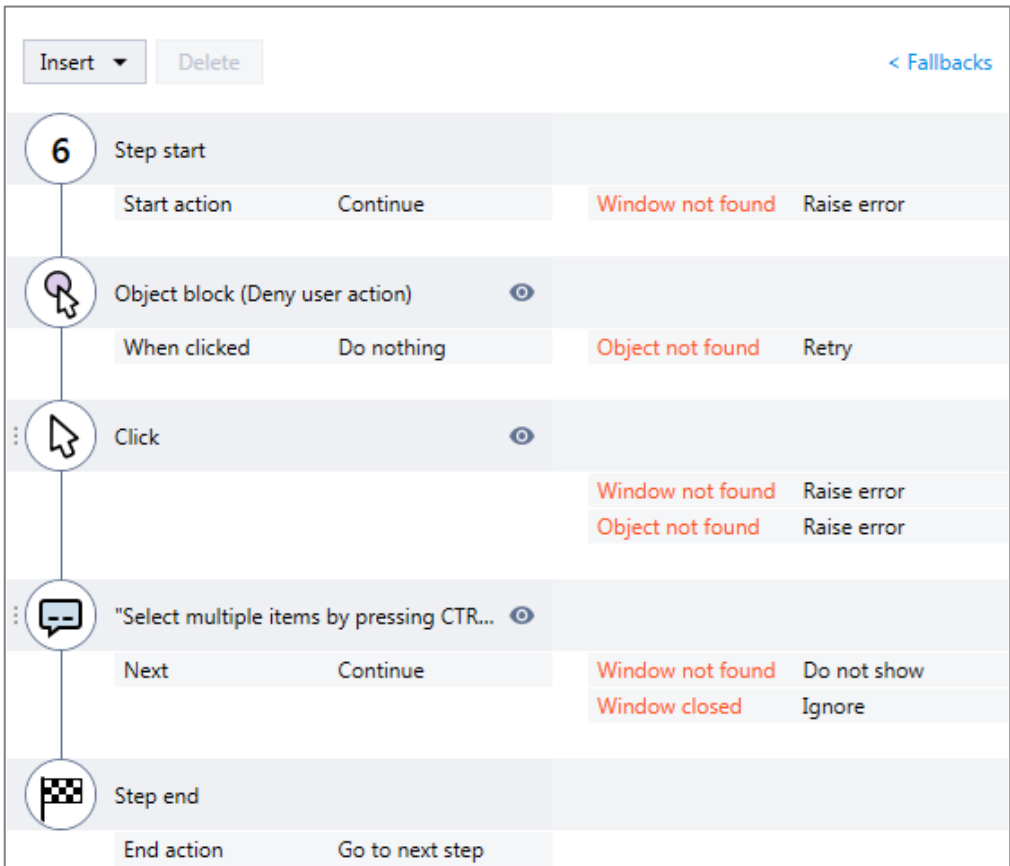 Insert Delete < Fallbacks
6 Step start
Start action Continue Window not found Raise error
Object block (Deny user action)
When clicked Do nothing Object not found Retry
Click
Window not found Raise error
Object not found Raise error
"Select multiple items by pressing CTR...
Next Continue Window not found Do not show
Window closed Ignore
Step end
End action Go to next step